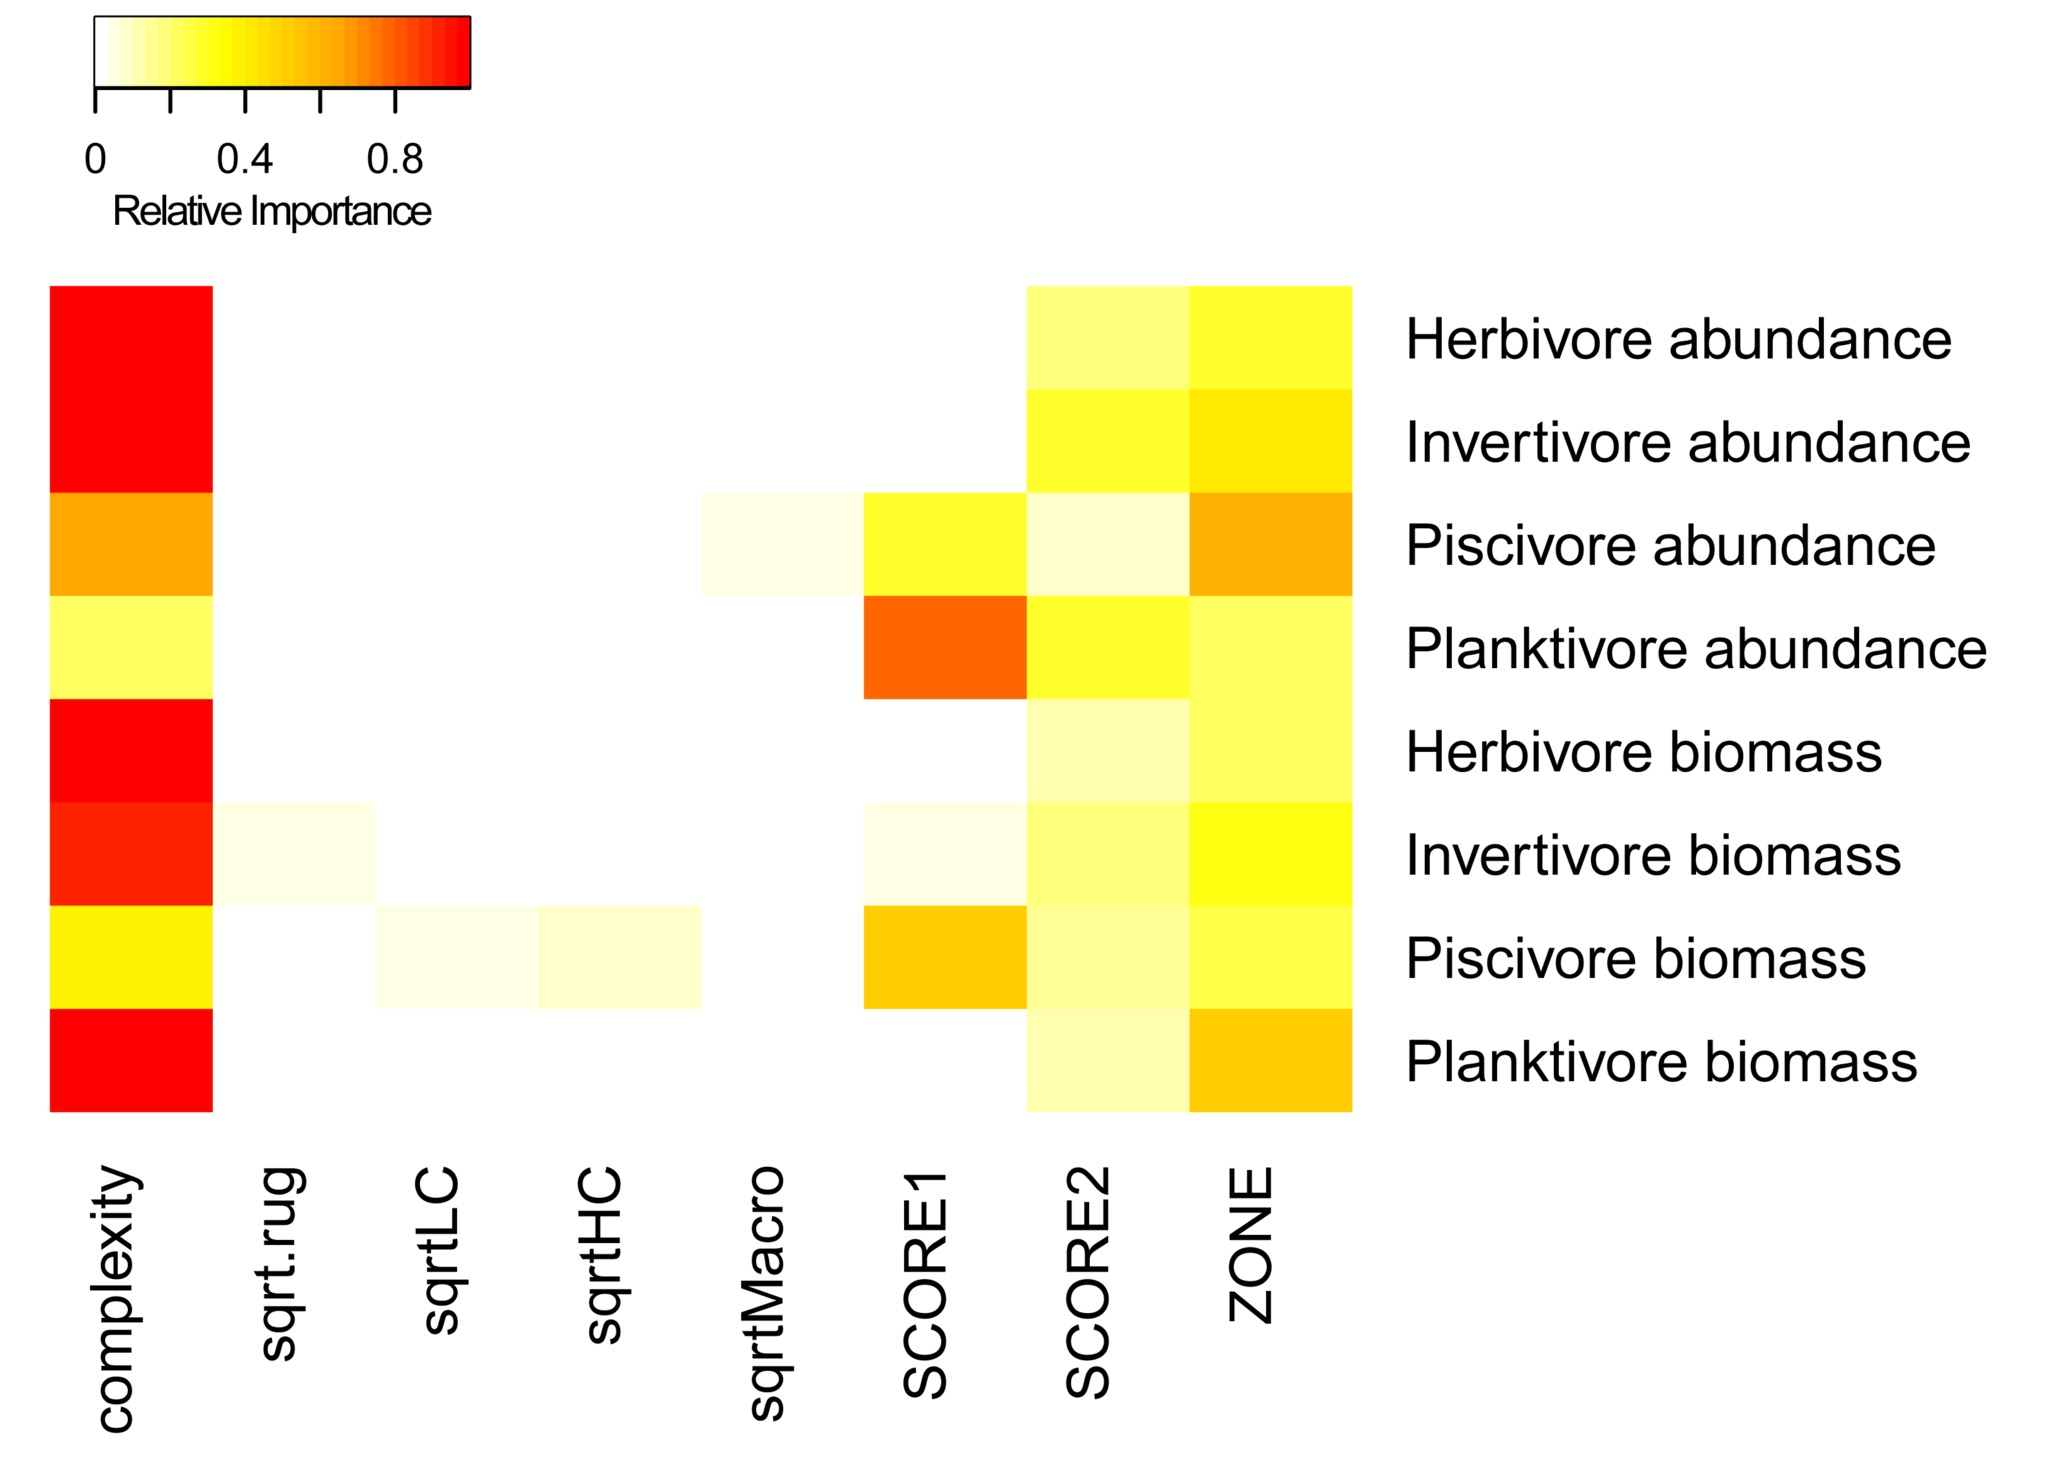 0 0.4 0.8
Relative Importance
Herbivore abundance
Invertivore abundance
Piscivore abundance
Planktivore abundance
Herbivore biomass
Invertivore biomass
Piscivore biomass
Planktivore biomass
complexity
sqrt.rug
sqrtLC
sqrtHC
sqrtMacro
SCORE1
SCORE2
ZONE